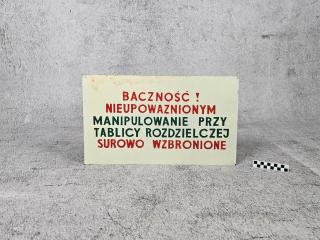 BACZNOŚĆ !
NIEUPOWAŻNIONYM
MANIPULOWANIE PRZY
TABLICY ROZDZIELCZEJ
SUROWO WZBRONIONE